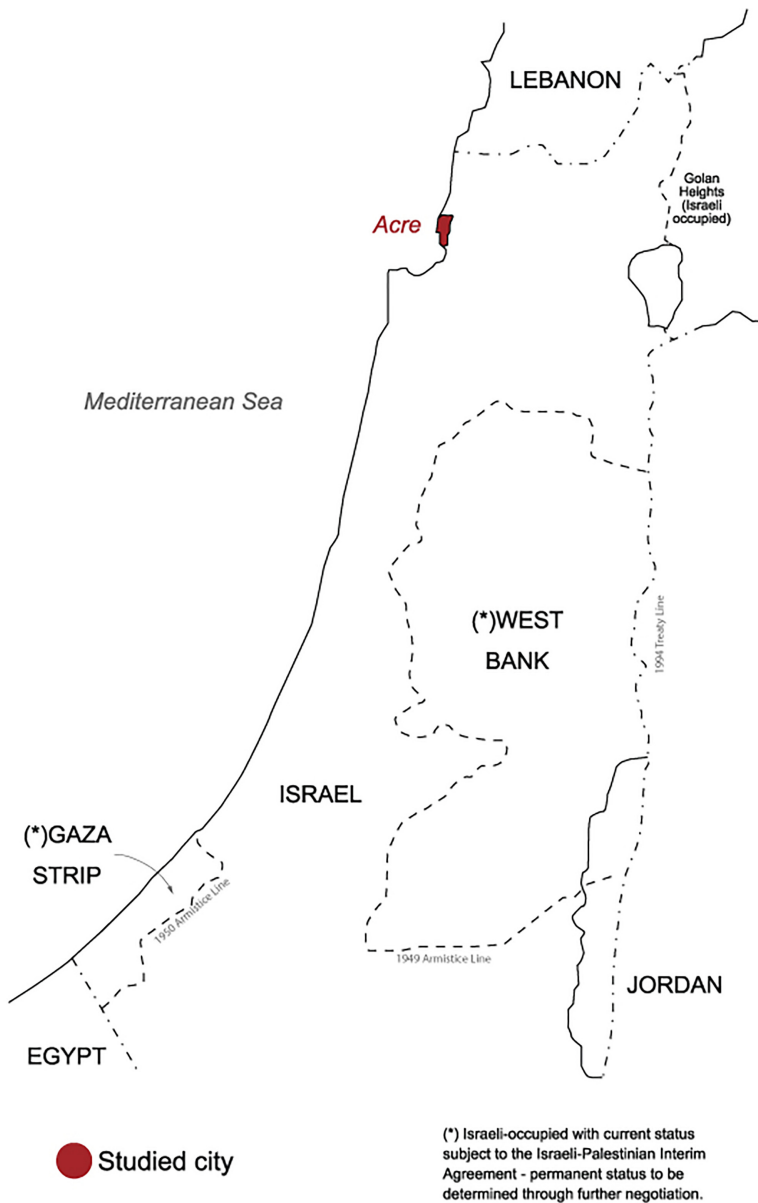 LEBANON
Golan
Heights
(Israeli
occupied)
Acre
Mediterranean Sea
(*)WEST
BANK
1994 Treaty Line
ISRAEL
(*)GAZA
STRIP
1950 Armistice Line
1949 Armistice Line
JORDAN
EGYPT
Studied city
(*) Israeli-occupied with current status
subject to the Israeli-Palestinian Interim
Agreement - permanent status to be
determined through further negotiation.